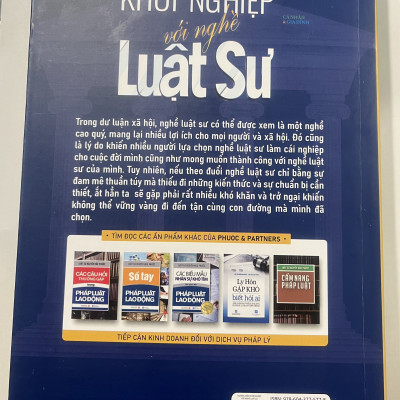 KHỞI NGHIỆP
với nghề
Luật Sư
Trong dư luận xã hội, nghề luật sư có thể được xem là một nghề
cao quý, mang lại nhiều lợi ích cho mọi người và xã hội. Đó cũng
là lý do khiến nhiều người lựa chọn nghề luật sư làm cái nghiệp
cho cuộc đời mình cũng như mong muốn thành công với nghề luật
sư của mình. Tuy nhiên, nếu theo đuổi nghề luật sư chỉ bằng sự
đam mê thuần túy mà thiếu đi những kiến thức và sự chuẩn bị cần
thiết, ắt hẳn ta sẽ gặp phải rất nhiều khó khăn và trở ngại khiến
không thể vững vàng đi đến tận cùng con đường mà mình đã
chọn.
• TÌM ĐỌC CÁC ẤN PHẨM KHÁC CỦA PHUOC & PARTNERS •
CÁC CÂU HỎI
THƯỜNG GẶP
PHÁP LUẬT LAO ĐỘNG
Sổ tay
PHÁP LUẬT LAO ĐỘNG
CÁC BIỂU MẪU
NHÂN SỰ KHÓ TÌM
PHÁP LUẬT LAO ĐỘNG
Ly Hôn
GẶP KHÓ
biết hỏi ai
CẨM NANG
PHÁP LUẬT
TIẾP CẬN KINH DOANH ĐỐI VỚI DỊCH VỤ PHÁP LÝ